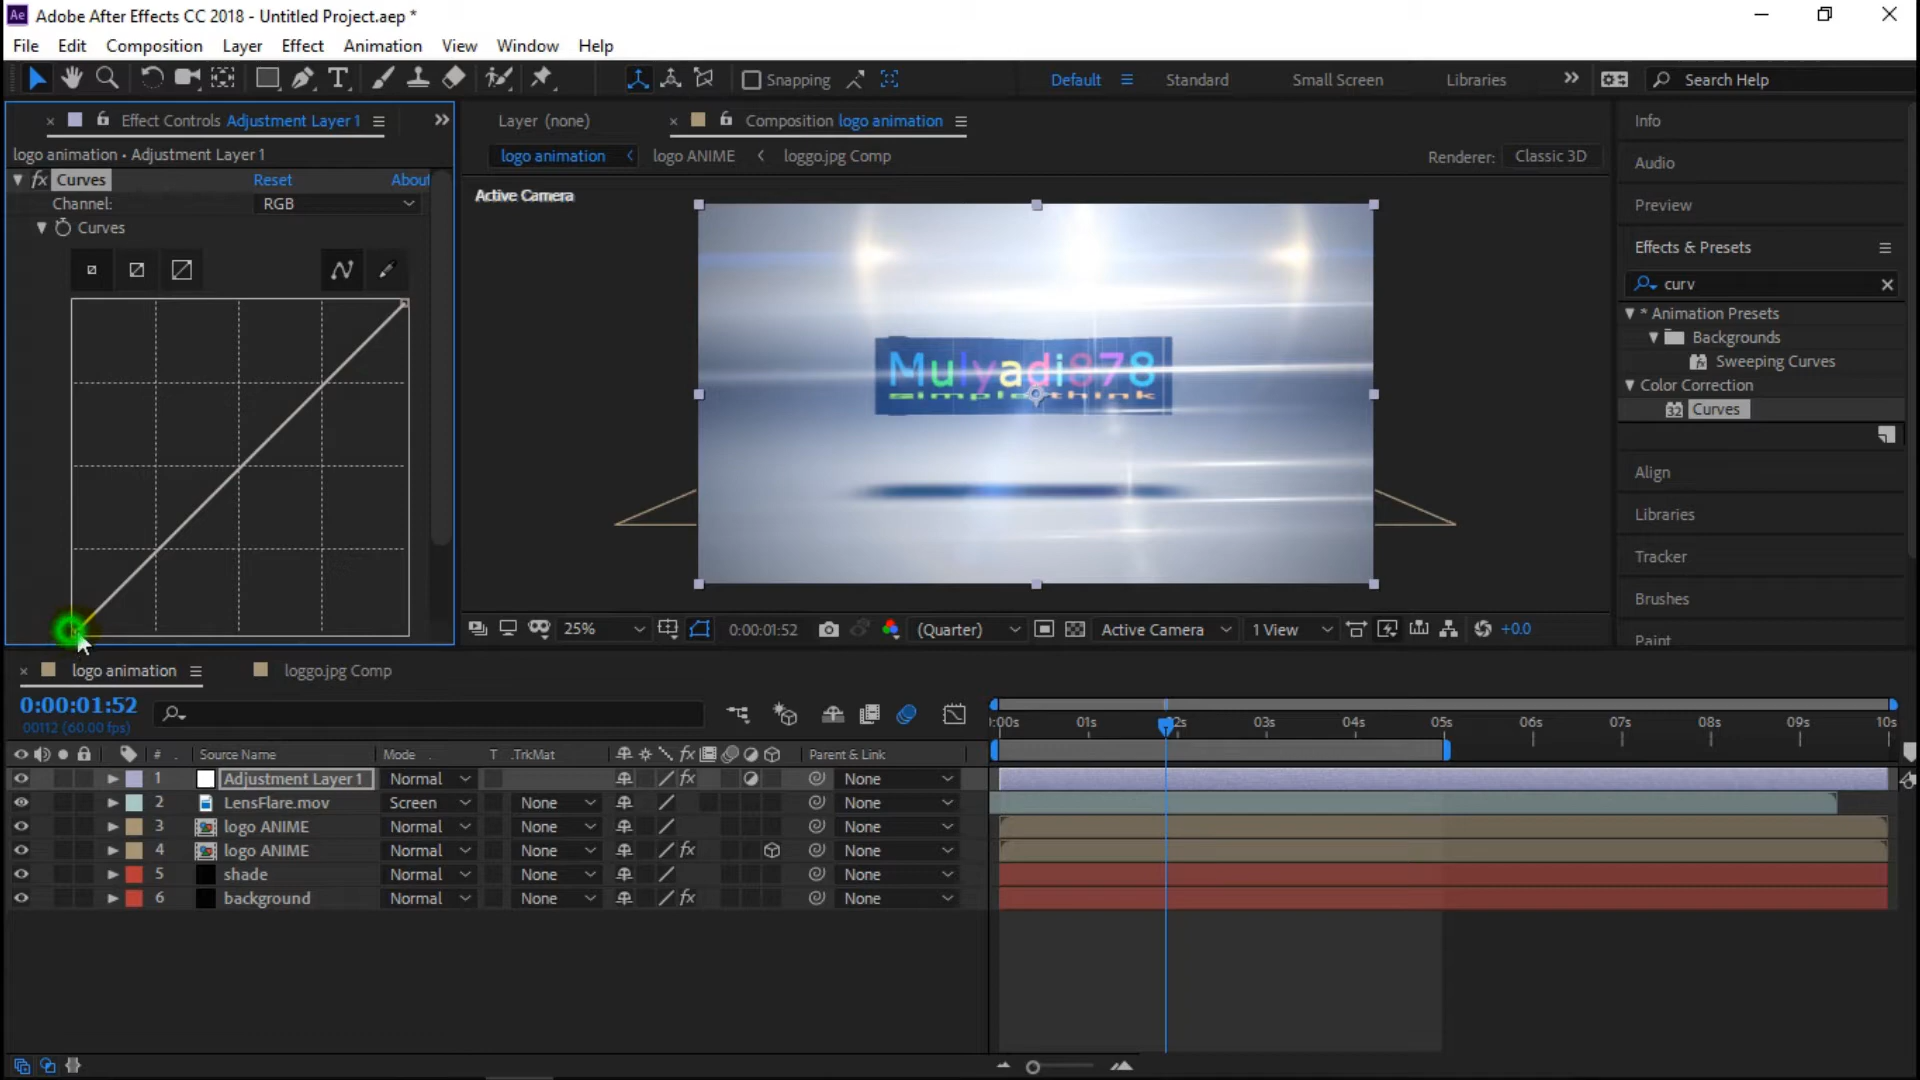 Adobe After Effects CC 2018 - Untitled Project.aep *
File Edit Composition Layer Effect Animation View Window Help
Snapping
Default Standard Small Screen Libraries Search Help
Effect Controls Adjustment Layer 1
Layer (none)
Composition logo animation
Info
logo animation • Adjustment Layer 1
logo animation logo ANIME loggo.jpg Comp
Renderer: Classic 3D
Audio
fx Curves Reset About
Active Camera
Channel: RGB
Preview
Curves
Effects & Presets
curv
* Animation Presets
Backgrounds
Sweeping Curves
Color Correction
32 Curves
Mulyadi878
simple think
Align
Libraries
Tracker
Brushes
Paint
25% 0:00:01:52 (Quarter) Active Camera 1 View +0.0
logo animation loggo.jpg Comp
0:00:01:52
00112 (60.00 fps)
:00s 01s 02s 03s 04s 05s 06s 07s 08s 09s 10s
# Source Name Mode T .TrkMat fx Parent & Link
1 Adjustment Layer 1 Normal fx None
2 LensFlare.mov Screen None None
3 logo ANIME Normal None None
4 logo ANIME Normal None fx None
5 shade Normal None None
6 background Normal None fx None